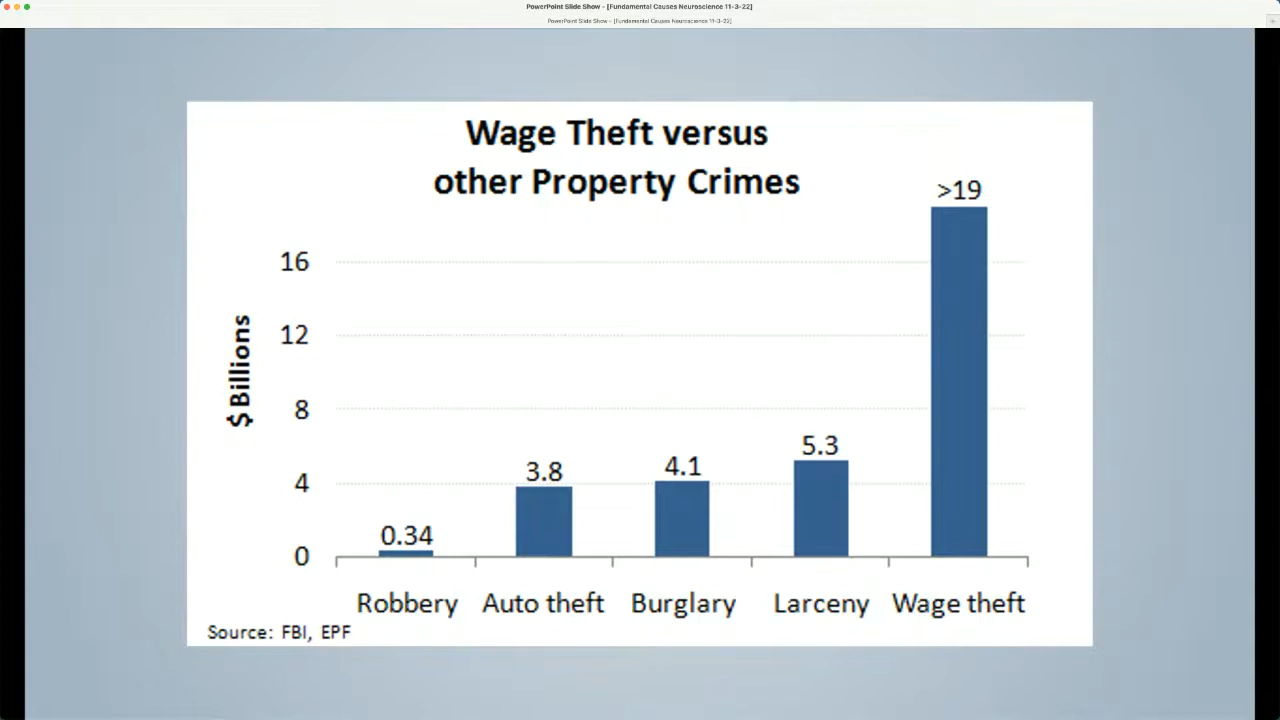 PowerPoint Slide Show - [Fundamental Causes Neuroscience 11-3-22]
PowerPoint Slide Show - [Fundamental Causes Neuroscience 11-3-22]
Wage Theft versus
other Property Crimes
>19
16
12
8
4
0
$Billions
0.34
3.8
4.1
5.3
Robbery Auto theft Burglary Larceny Wage theft
Source: FBI, EPF